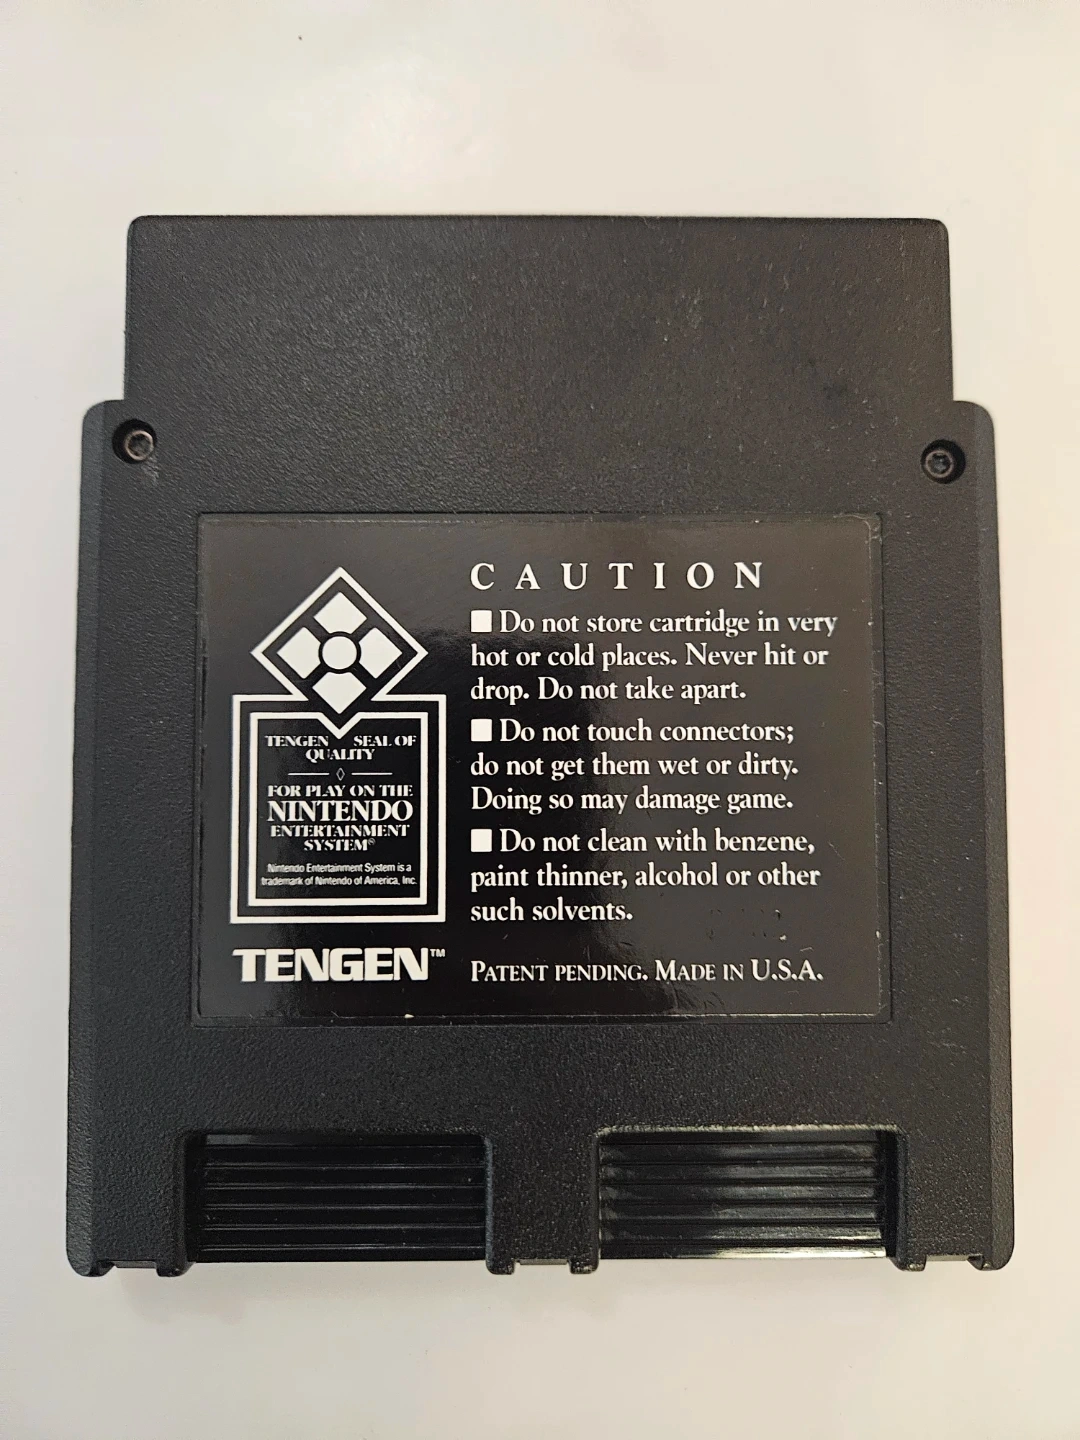 CAUTION
■ Do not store cartridge in very
hot or cold places. Never hit or
drop. Do not take apart.
■ Do not touch connectors;
do not get them wet or dirty.
Doing so may damage game.
■ Do not clean with benzene,
paint thinner, alcohol or other
such solvents.
PATENT PENDING. MADE IN U.S.A.
TENGEN SEAL OF
QUALITY
FOR PLAY ON THE
NINTENDO
ENTERTAINMENT
SYSTEM®
Nintendo Entertainment System is a
trademark of Nintendo of America, Inc.
TENGEN™